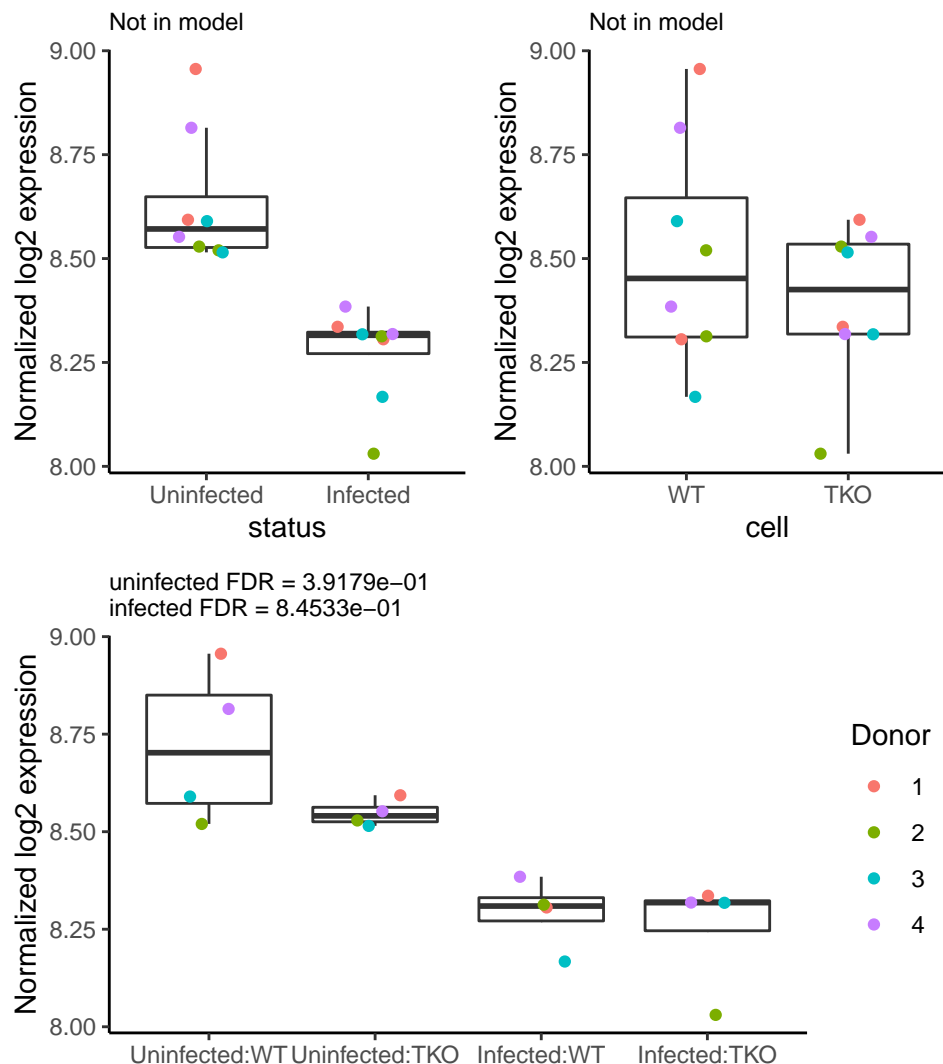 Not in model
Normalized log2 expression
9.00
8.75
8.50
8.25
8.00
Uninfected Infected
status
Not in model
Normalized log2 expression
9.00
8.75
8.50
8.25
8.00
WT TKO
cell
uninfected FDR = 3.9179e−01
infected FDR = 8.4533e−01
Normalized log2 expression
9.00
8.75
8.50
8.25
8.00
Uninfected:WT Uninfected:TKO Infected:WT Infected:TKO
Donor
1
2
3
4